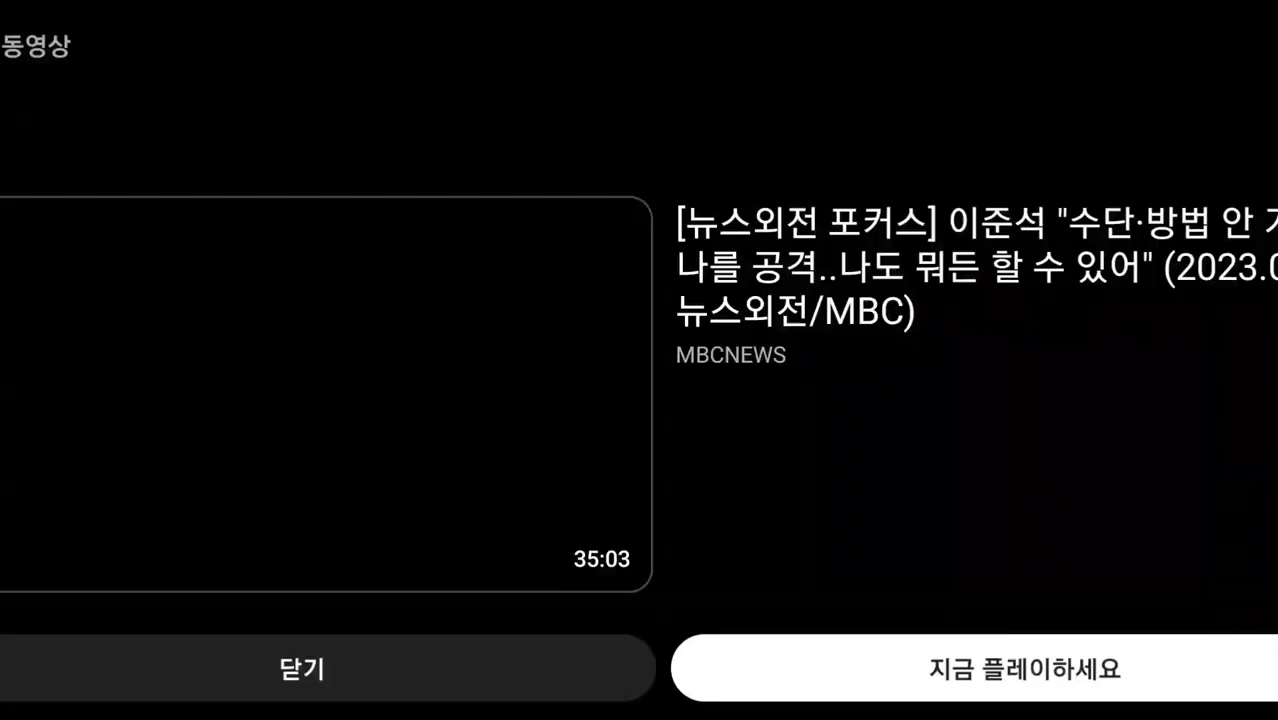 동영상
[뉴스외전 포커스] 이준석 "수단·방법 안
나를 공격..나도 뭐든 할 수 있어" (2023.
뉴스외전/MBC)
MBCNEWS
35:03
닫기
지금 플레이하세요